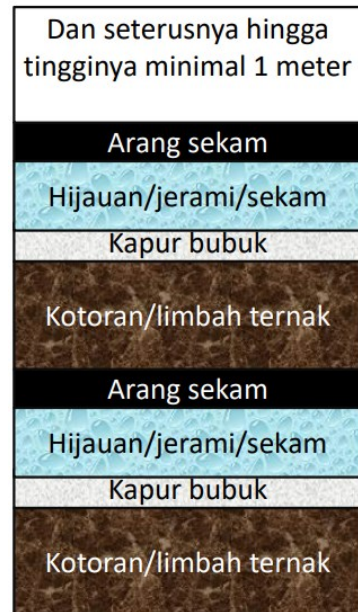 Dan seterusnya hingga
tingginya minimal 1 meter
Arang sekam
Hijauan/jerami/sekam
Kapur bubuk
Kotoran/limbah ternak
Arang sekam
Hijauan/jerami/sekam
Kapur bubuk
Kotoran/limbah ternak